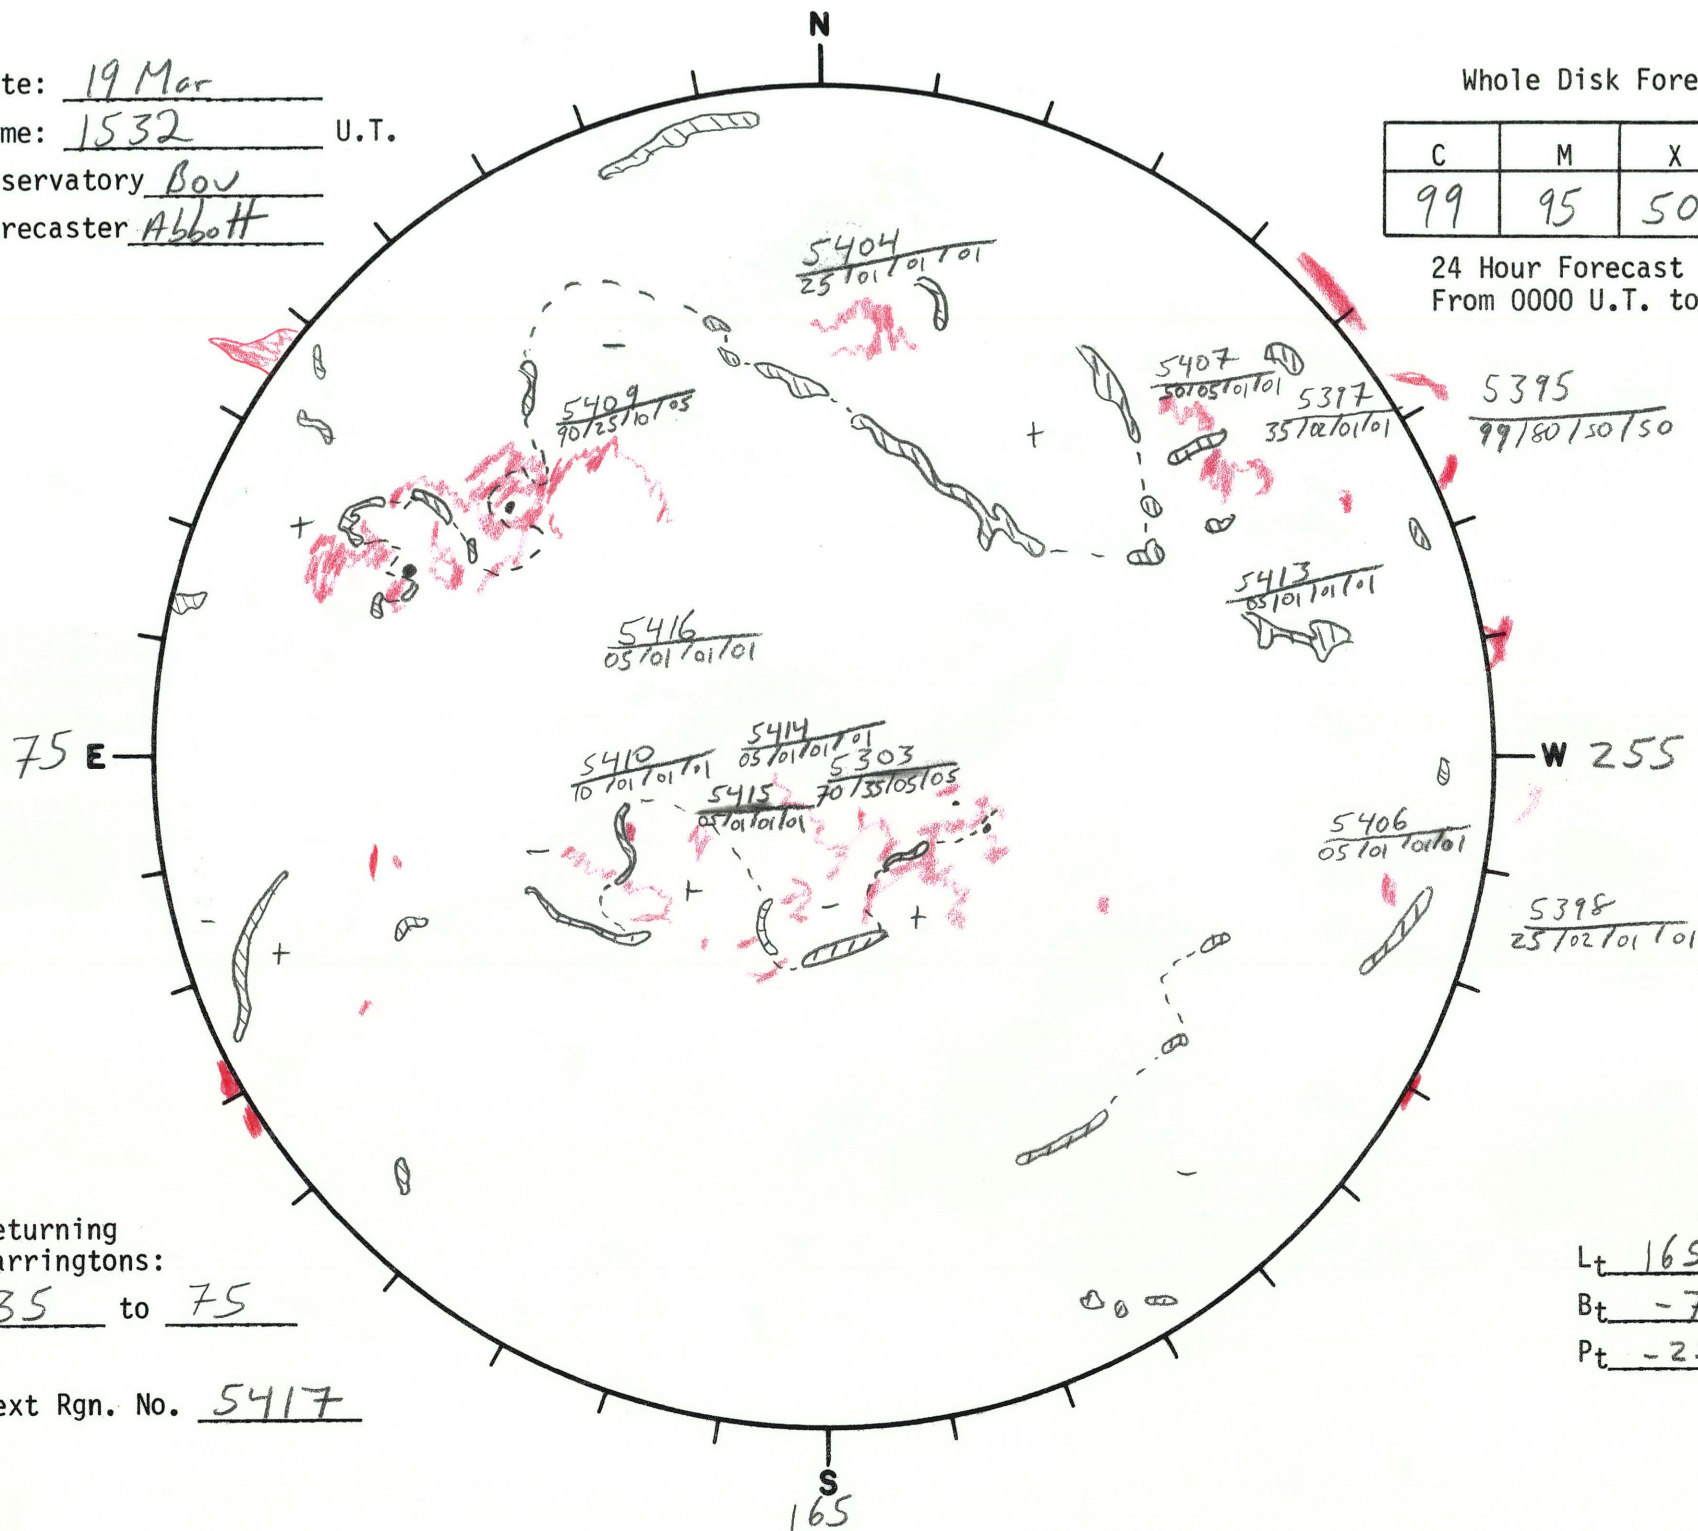 N
te: 19 Mar
me: 1532 U.T.
servatory Bou
recaster Abbott
Whole Disk Fore
C M X
99 95 50
24 Hour Forecast
From 0000 U.T. to
5404
25/01/01/01
5407
50/05/01/01
5397
35/02/01/01
5395
99/80/50/50
5409
90/25/10/05
5413
05/01/01/01
5416
05/01/01/01
75 E
W 255
5414
05/01/01/01
5410
10/01/01/01
5303
70/35/05/05
5415
05/01/01/01
5406
05/01/01/01
5398
25/02/01/01
eturning
arringtons:
35 to 75
ext Rgn. No. 5417
Lt 165
Bt -7
Pt -2
S
165